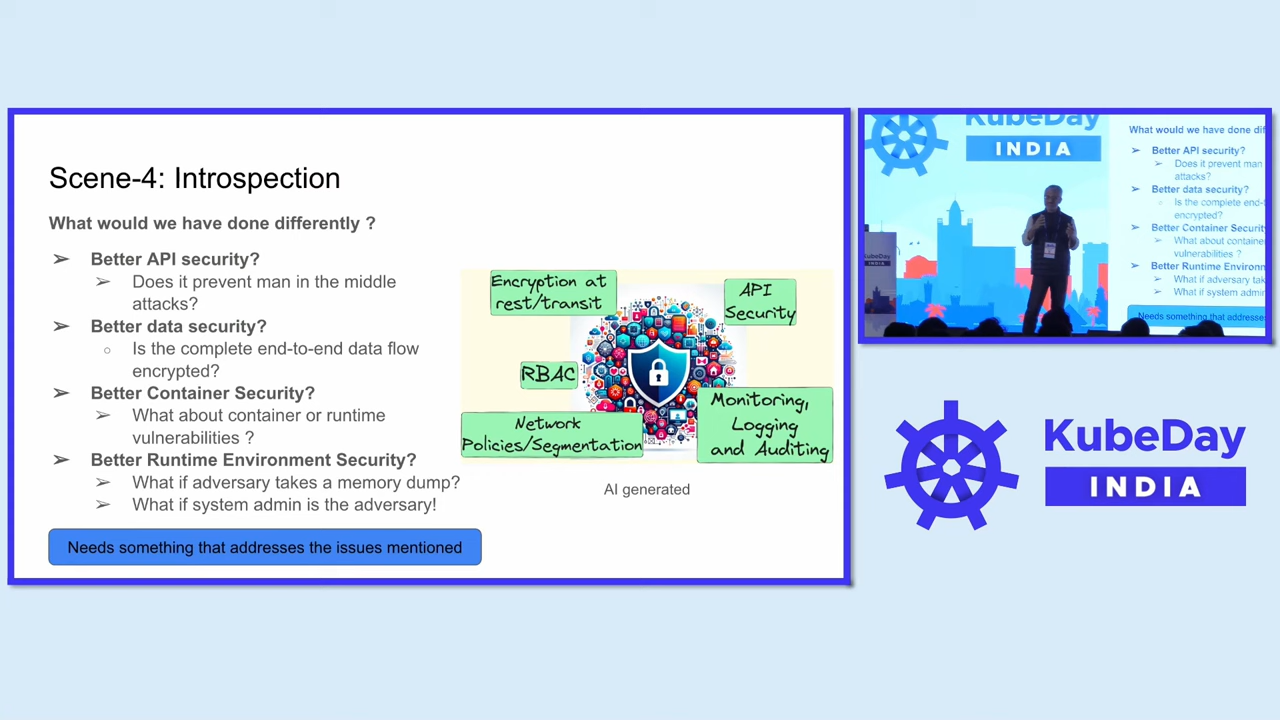 Scene-4: Introspection
What would we have done differently ?
➢ Better API security?
➢ Does it prevent man in the middle
attacks?
➢ Better data security?
○ Is the complete end-to-end data flow
encrypted?
➢ Better Container Security?
➢ What about container or runtime
vulnerabilities ?
➢ Better Runtime Environment Security?
➢ What if adversary takes a memory dump?
➢ What if system admin is the adversary!
Needs something that addresses the issues mentioned
Encryption at
rest/transit
API
Security
RBAC
Network
Policies/Segmentation
Monitoring,
Logging
and Auditing
AI generated
KubeDay
INDIA
KubeDay
INDIA
What would we have done dif
➢ Better API security?
➢ Does it prevent man
attacks?
➢ Better data security?
○ Is the complete end-t
encrypted?
➢ Better Container Securit
➢ What about containe
vulnerabilities ?
➢ Better Runtime Environm
➢ What if adversary tak
➢ What if system admin
Needs something that addresse
KubeDay
INDIA